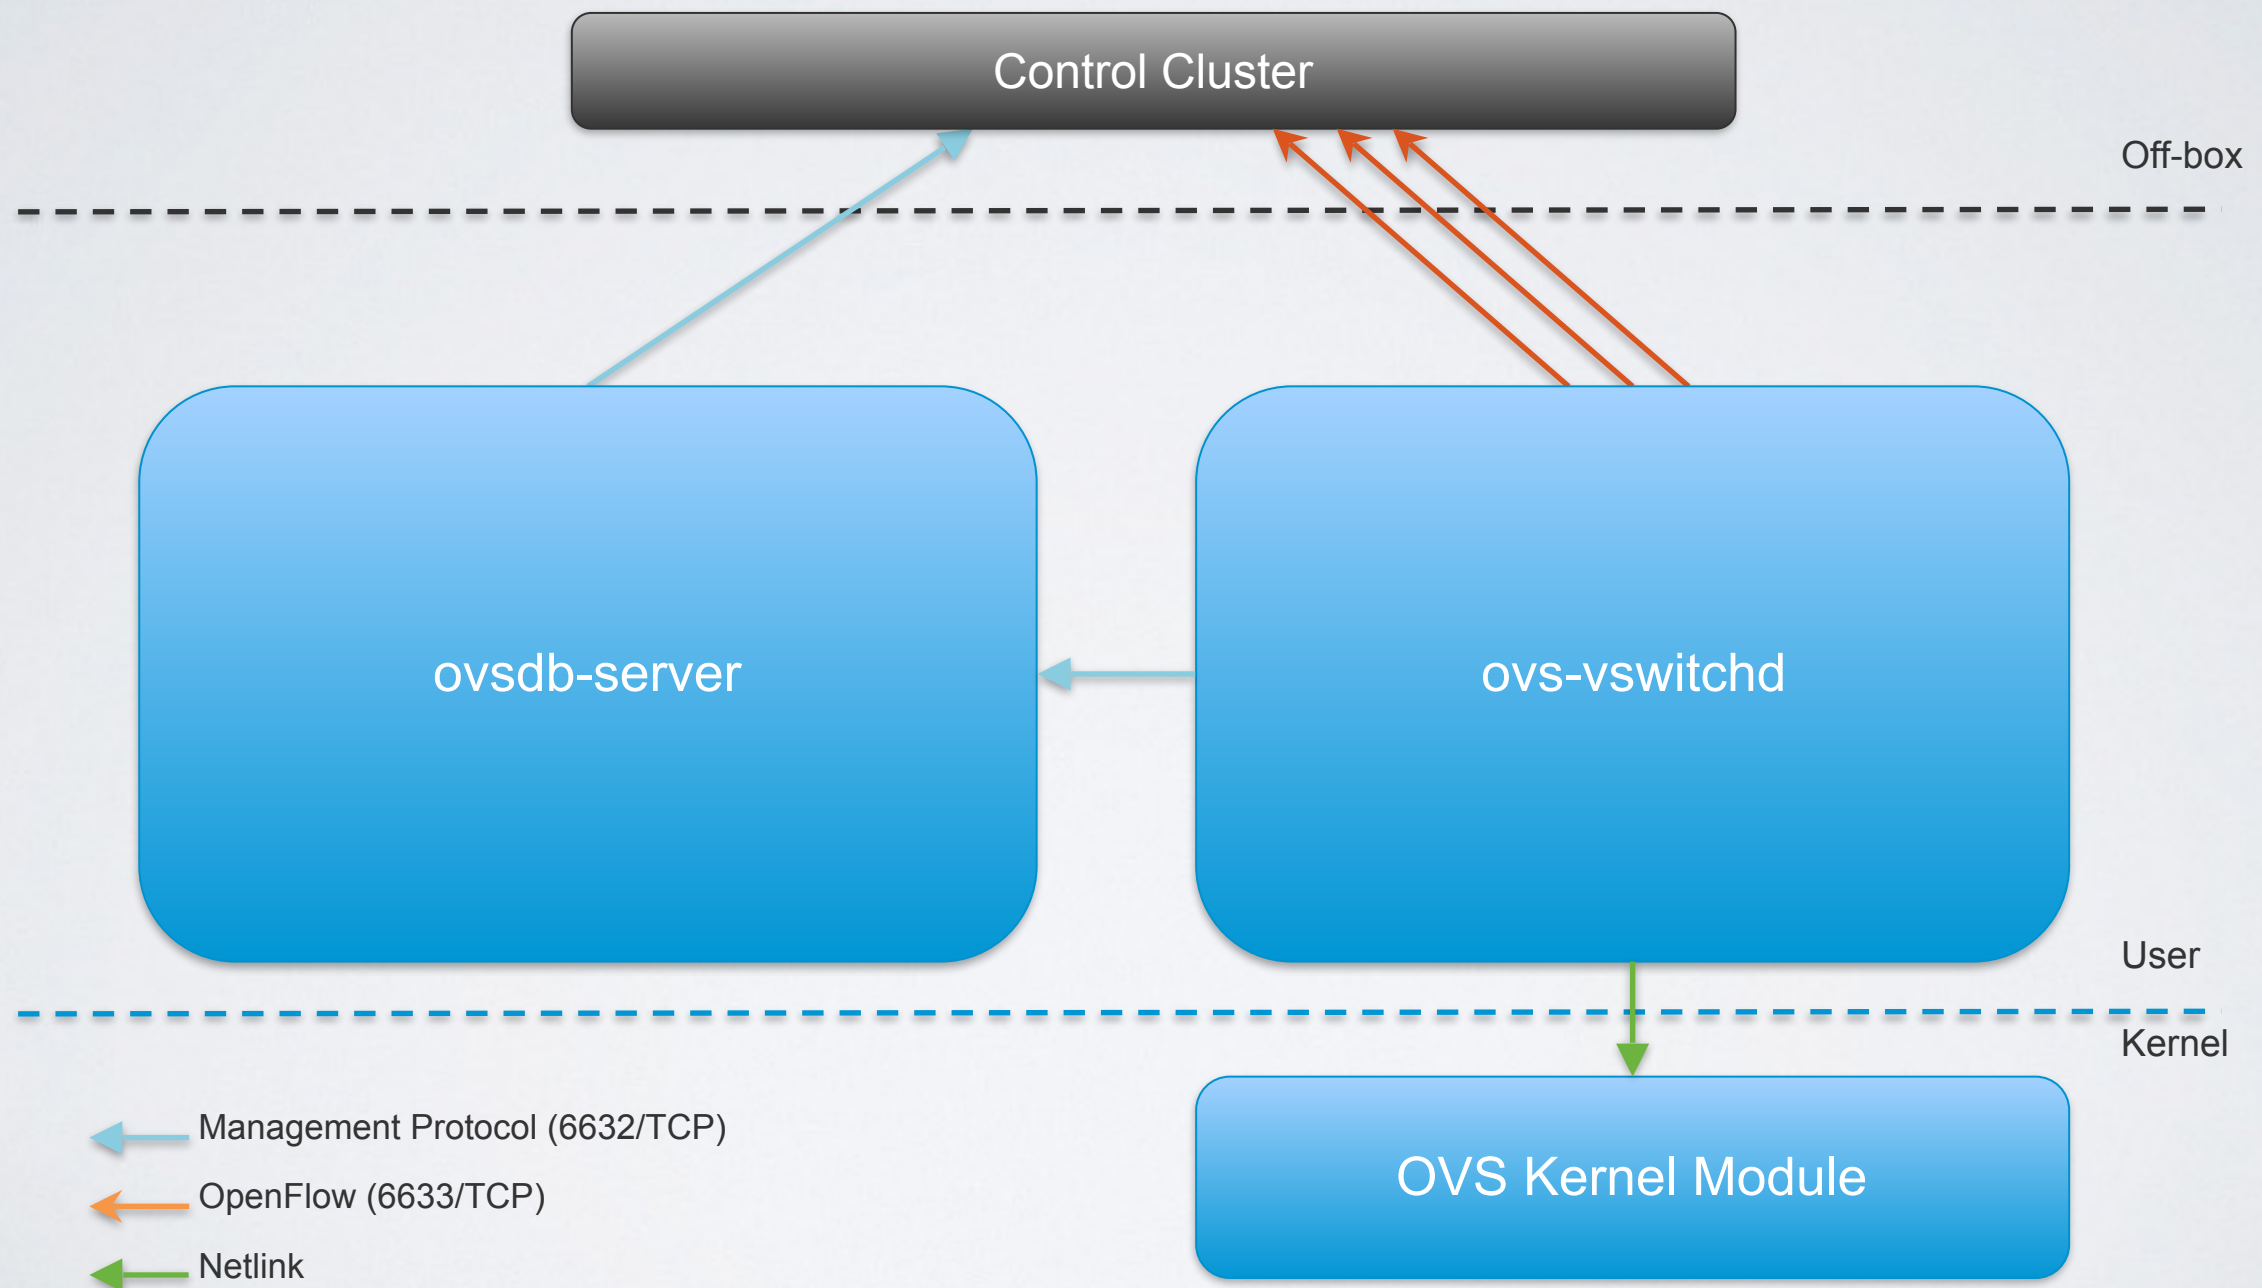 Control Cluster
Off-box
ovsdb-server
ovs-vswitchd
User
Kernel
Management Protocol (6632/TCP)
OpenFlow (6633/TCP)
Netlink
OVS Kernel Module